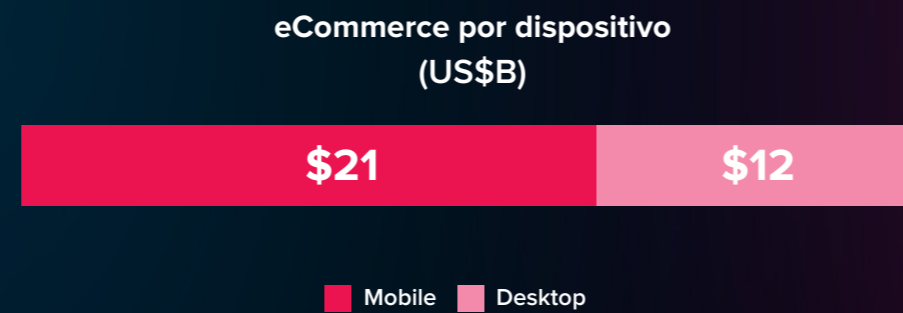 eCommerce por dispositivo
(US$B)
$21
$12
Mobile
Desktop